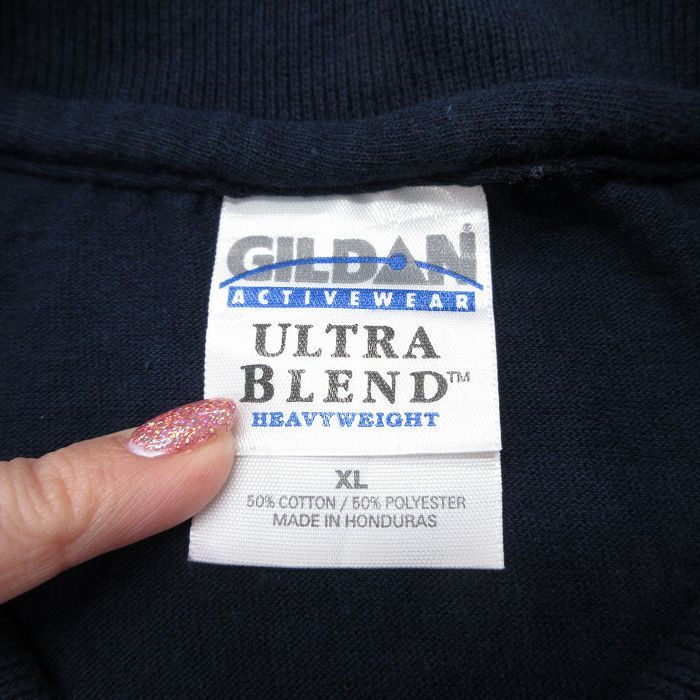 GILDAN®
ACTIVEWEAR
ULTRA
BLEND™
HEAVYWEIGHT
XL
50% COTTON / 50% POLYESTER
MADE IN HONDURAS